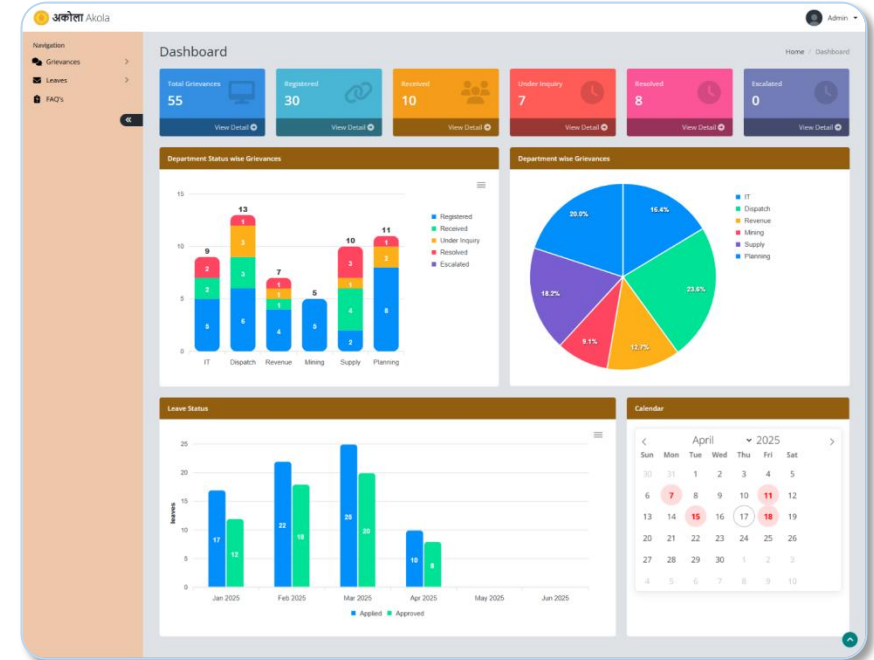 अकोला Akola
Admin
Navigation
Grievances
Leaves
FAQ's
Dashboard
Home / Dashboard
Total Grievances
55
View Detail
Registered
30
View Detail
Received
10
View Detail
Under Inquiry
7
View Detail
Resolved
8
View Detail
Escalated
0
View Detail
Department Status wise Grievances
15
10
5
0
9
2
2
5
13
1
3
3
6
7
1
1
1
4
5
5
10
3
1
4
2
11
1
2
8
IT Dispatch Revenue Mining Supply Planning
Registered
Received
Under Inquiry
Resolved
Escalated
Department wise Grievances
20.0%
16.4%
18.2%
23.6%
9.1%
12.7%
IT
Dispatch
Revenue
Mining
Supply
Planning
Leave Status
leaves
25
20
15
10
5
0
17
12
22
18
25
20
10
8
Jan 2025 Feb 2025 Mar 2025 Apr 2025 May 2025 Jun 2025
Applied Approved
Calendar
April 2025
Sun Mon Tue Wed Thu Fri Sat
30 31 1 2 3 4 5
6 7 8 9 10 11 12
13 14 15 16 17 18 19
20 21 22 23 24 25 26
27 28 29 30 1 2 3
4 5 6 7 8 9 10